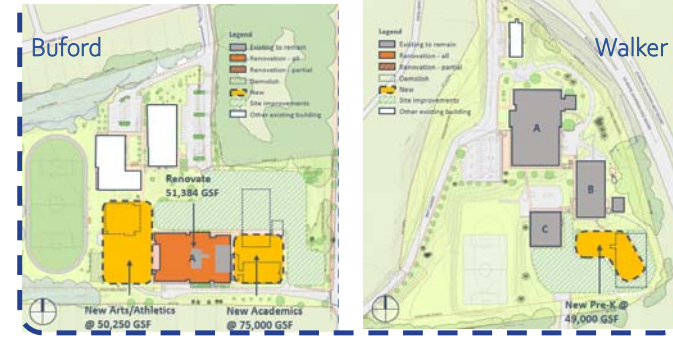 Buford
Legend
Existing to remain
Renovation - all
Renovation - partial
Demolish
New
Site improvements
Other existing building
Renovate
51,384 GSF
A
New Arts/Athletics
@ 50,250 GSF
New Academics
@ 75,000 GSF
Walker
Legend
Existing to remain
Renovation - all
Renovation - partial
Demolish
New
Site improvements
Other existing building
A
B
C
New Pre-K @
49,000 GSF